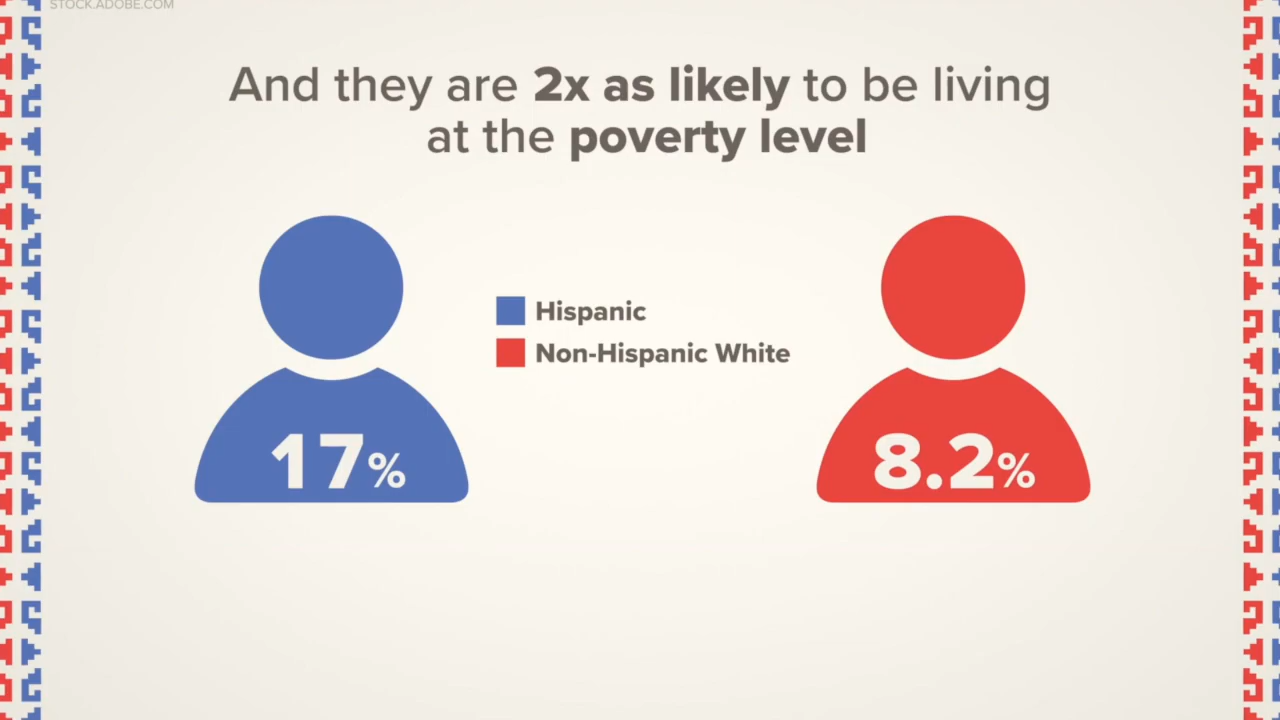 STOCK.ADOBE.COM
And they are 2x as likely to be living
at the poverty level
Hispanic
Non-Hispanic White
17%
8.2%